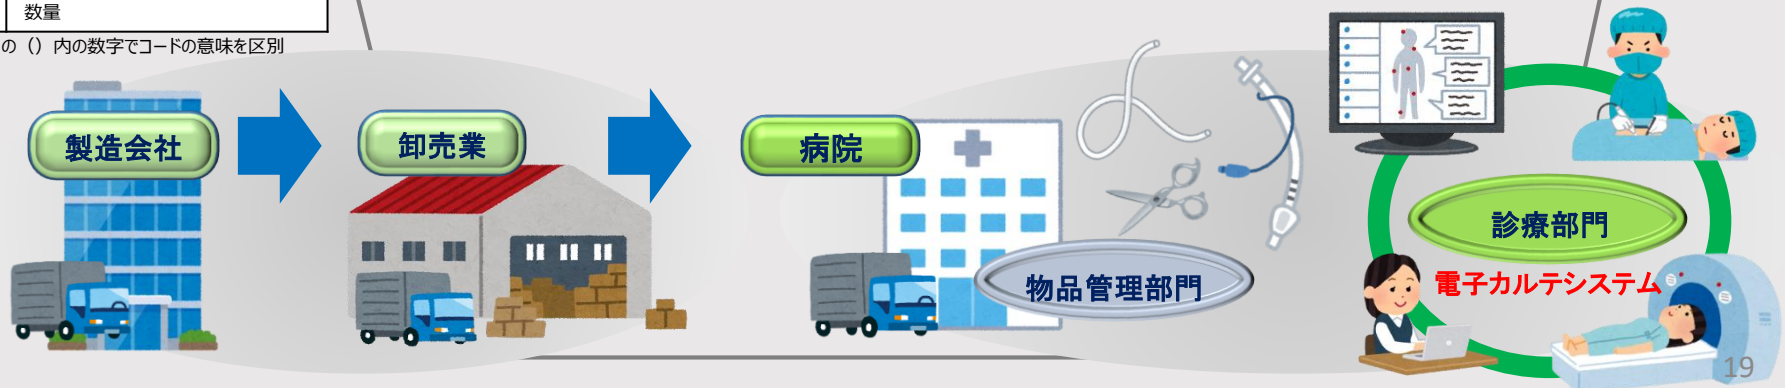 数量
の（）内の数字でコードの意味を区別
製造会社
卸売業
病院
物品管理部門
診療部門
電子カルテシステム
19